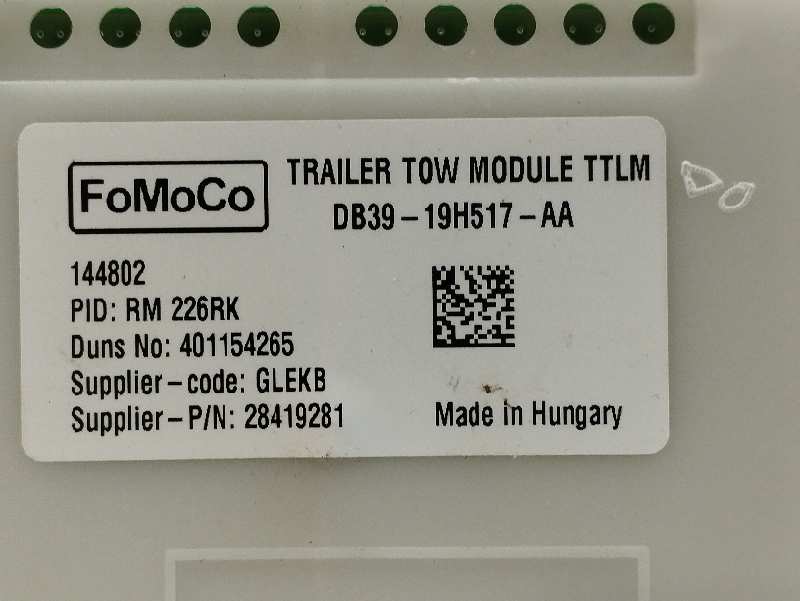 FoMoCo
TRAILER TOW MODULE TTLM
DB39-19H517-AA
144802
PID: RM 226RK
Duns No: 401154265
Supplier-code: GLEKB
Supplier-P/N: 28419281
Made in Hungary